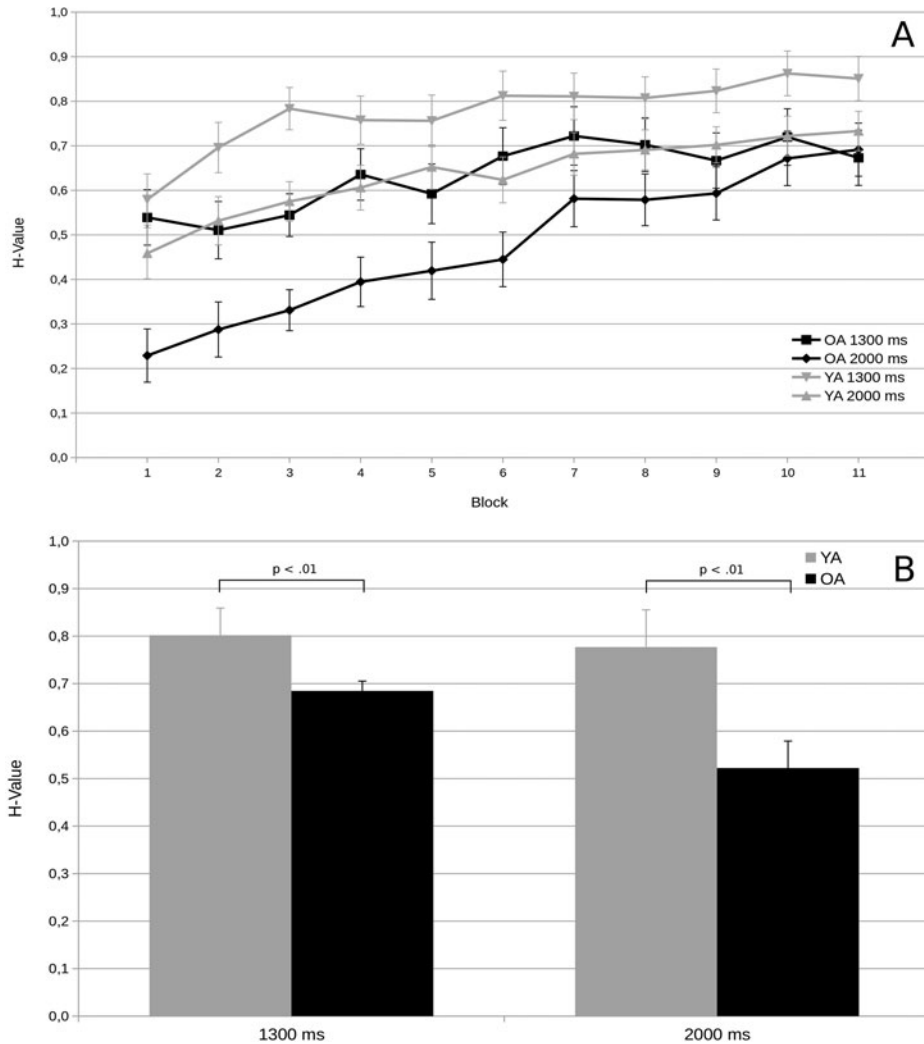 A
1,0
0,9
0,8
0,7
0,6
0,5
0,4
0,3
0,2
0,1
0,0
H-Value
OA 1300 ms
OA 2000 ms
YA 1300 ms
YA 2000 ms
1 2 3 4 5 6 7 8 9 10 11
Block
B
YA
OA
p < .01 p < .01
1,0
0,9
0,8
0,7
0,6
0,5
0,4
0,3
0,2
0,1
0,0
H-Value
1300 ms 2000 ms